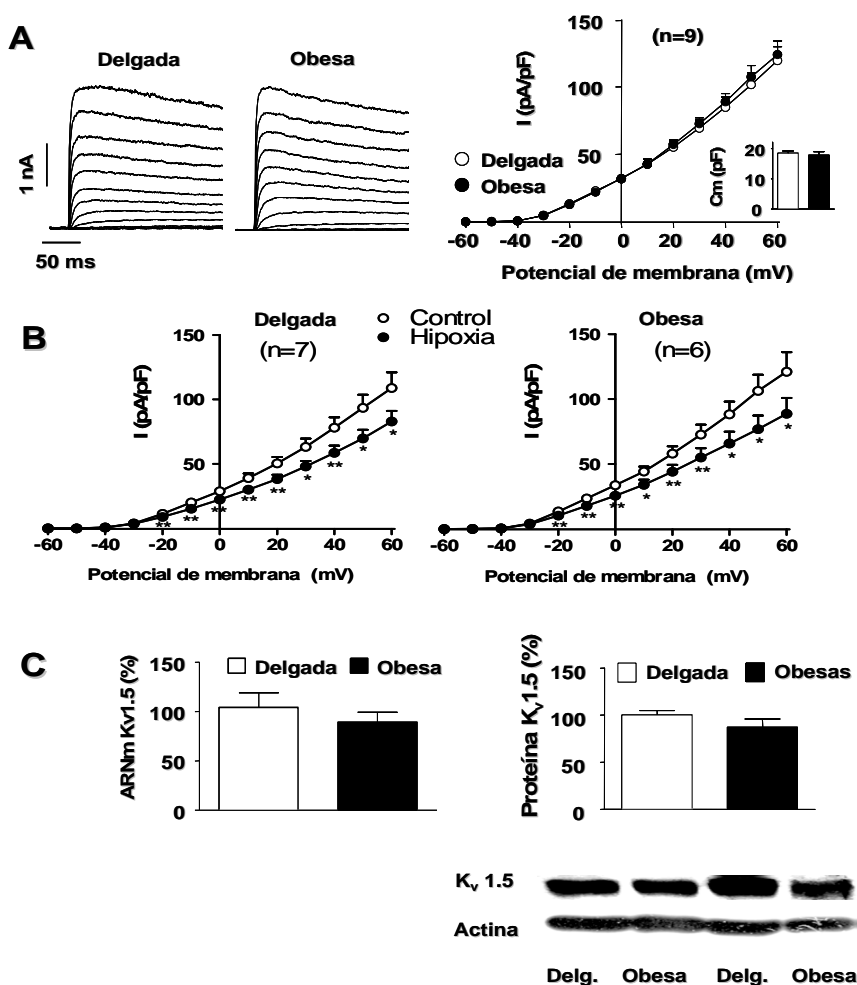 A
Delgada
Obesa
1 nA
50 ms
I (pA/pF)
150
100
50
(n=9)
Delgada
Obesa
Cm (pF)
20
10
0
-60
-40
-20
0
20
40
60
Potencial de membrana (mV)
B
Delgada
(n=7)
Control
Hipoxia
Obesa
(n=6)
I (pA/pF)
150
100
50
** ** ** ** ** * ** * *
-60
-40
-20
0
20
40
60
Potencial de membrana (mV)
I (pA/pF)
150
100
50
** ** ** * ** ** * * *
-60
-40
-20
0
20
40
60
Potencial de membrana (mV)
C
ARNm Kv1.5 (%)
150
100
50
0
Delgada
Obesa
Proteína Kv1.5 (%)
150
100
50
0
Delgada
Obesas
Kv 1.5
Actina
Delg. Obesa Delg. Obesa